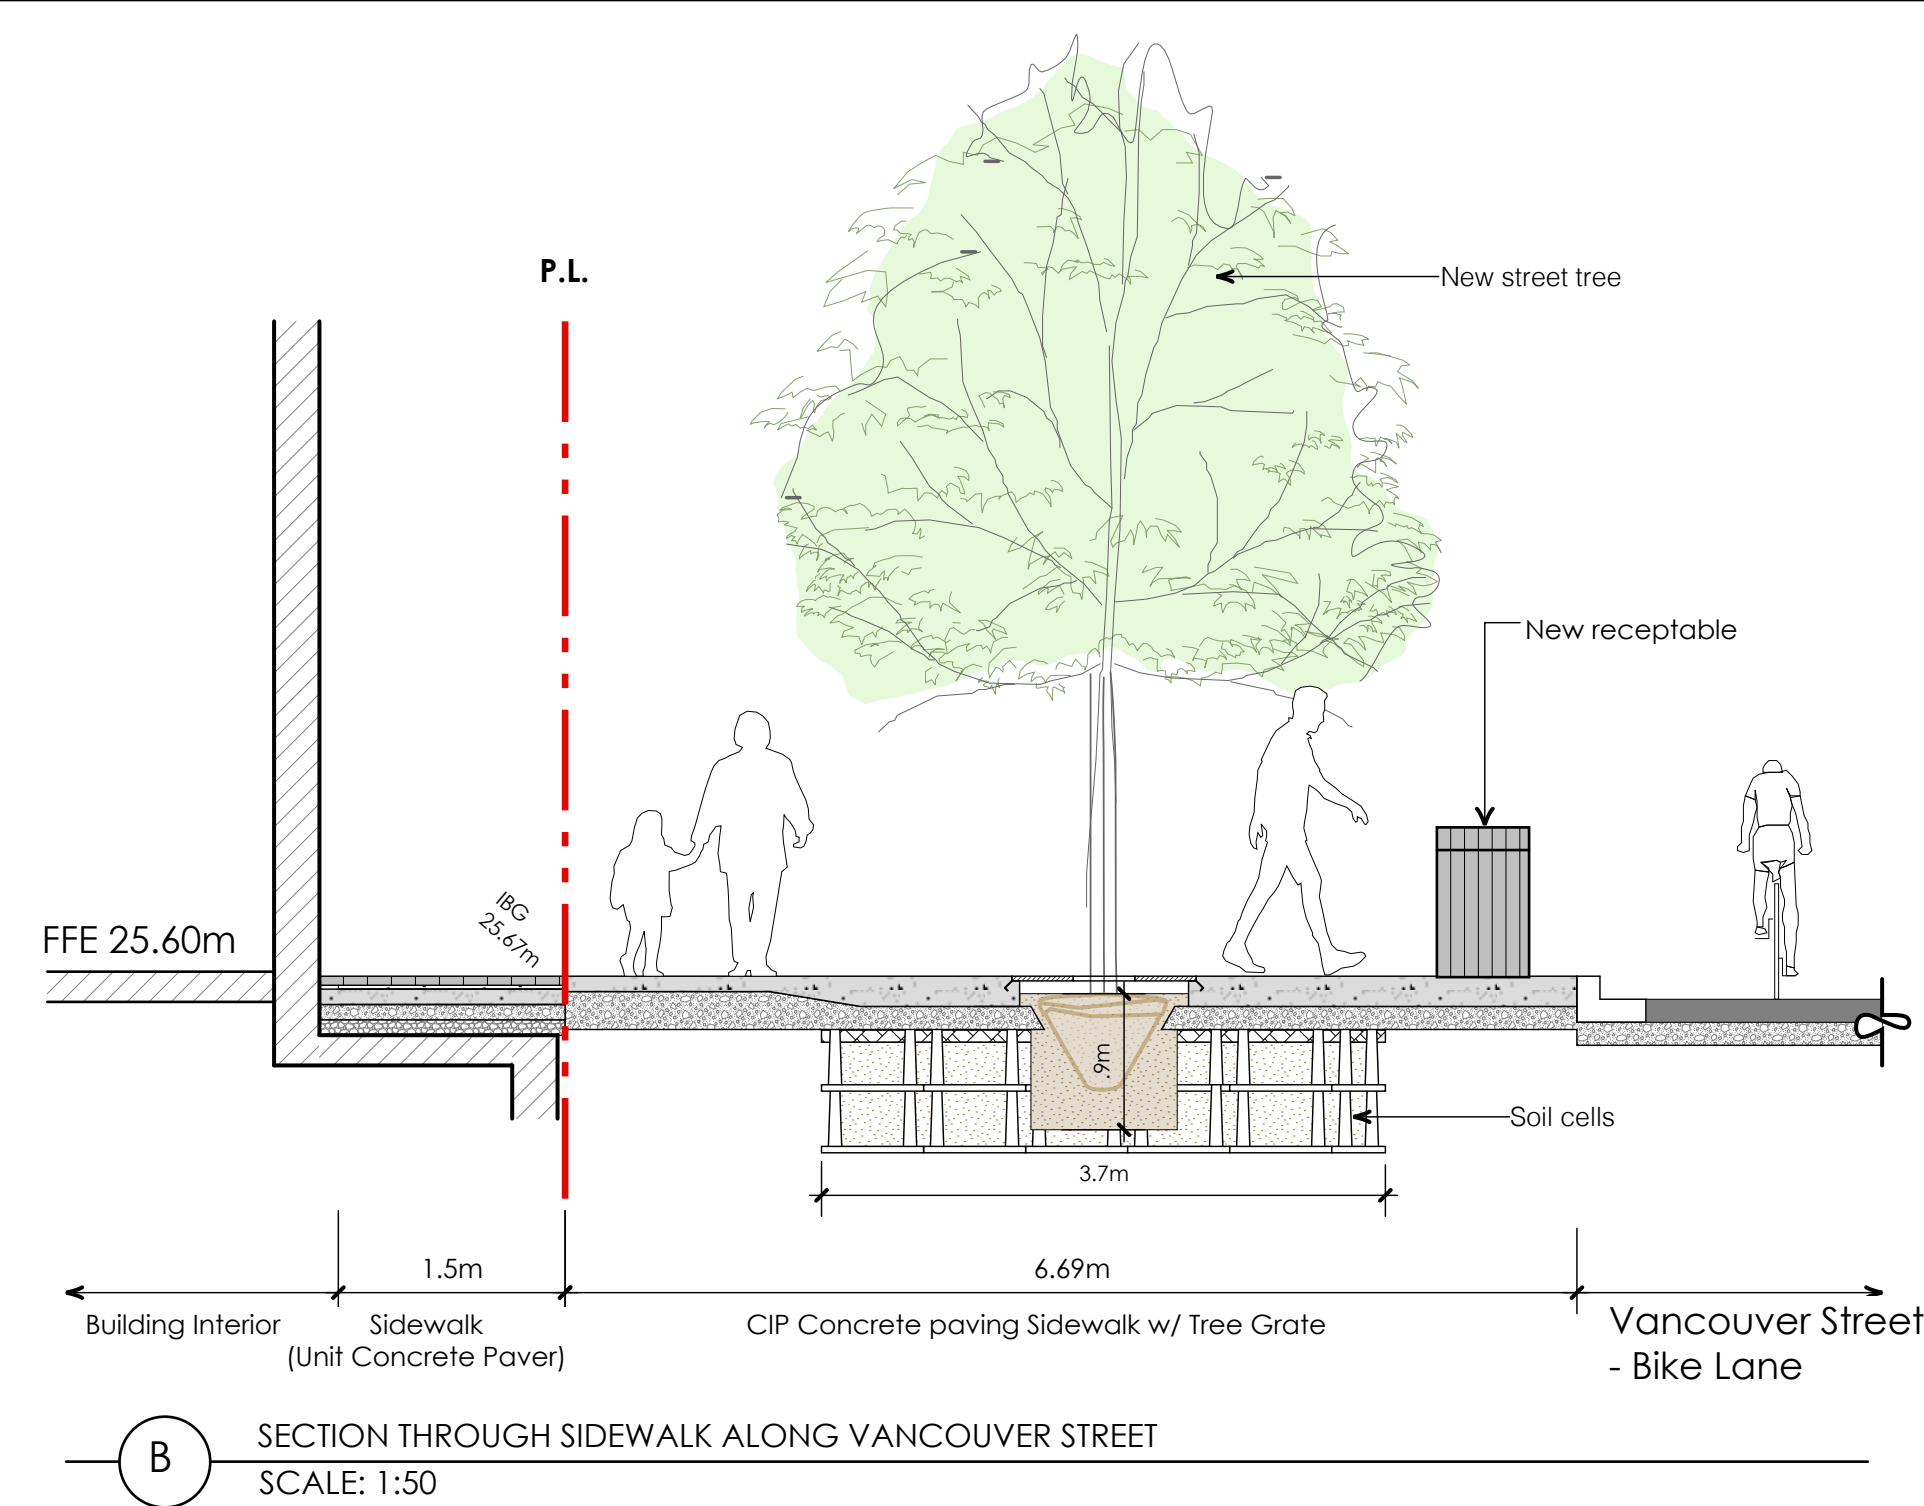 P.L.
New street tree
New receptable
IBG
25.67m
FFE 25.60m
.9m
Soil cells
3.7m
1.5m
6.69m
Building Interior
Sidewalk
(Unit Concrete Paver)
CIP Concrete paving Sidewalk w/ Tree Grate
Vancouver Street
- Bike Lane
B
SECTION THROUGH SIDEWALK ALONG VANCOUVER STREET
SCALE: 1:50